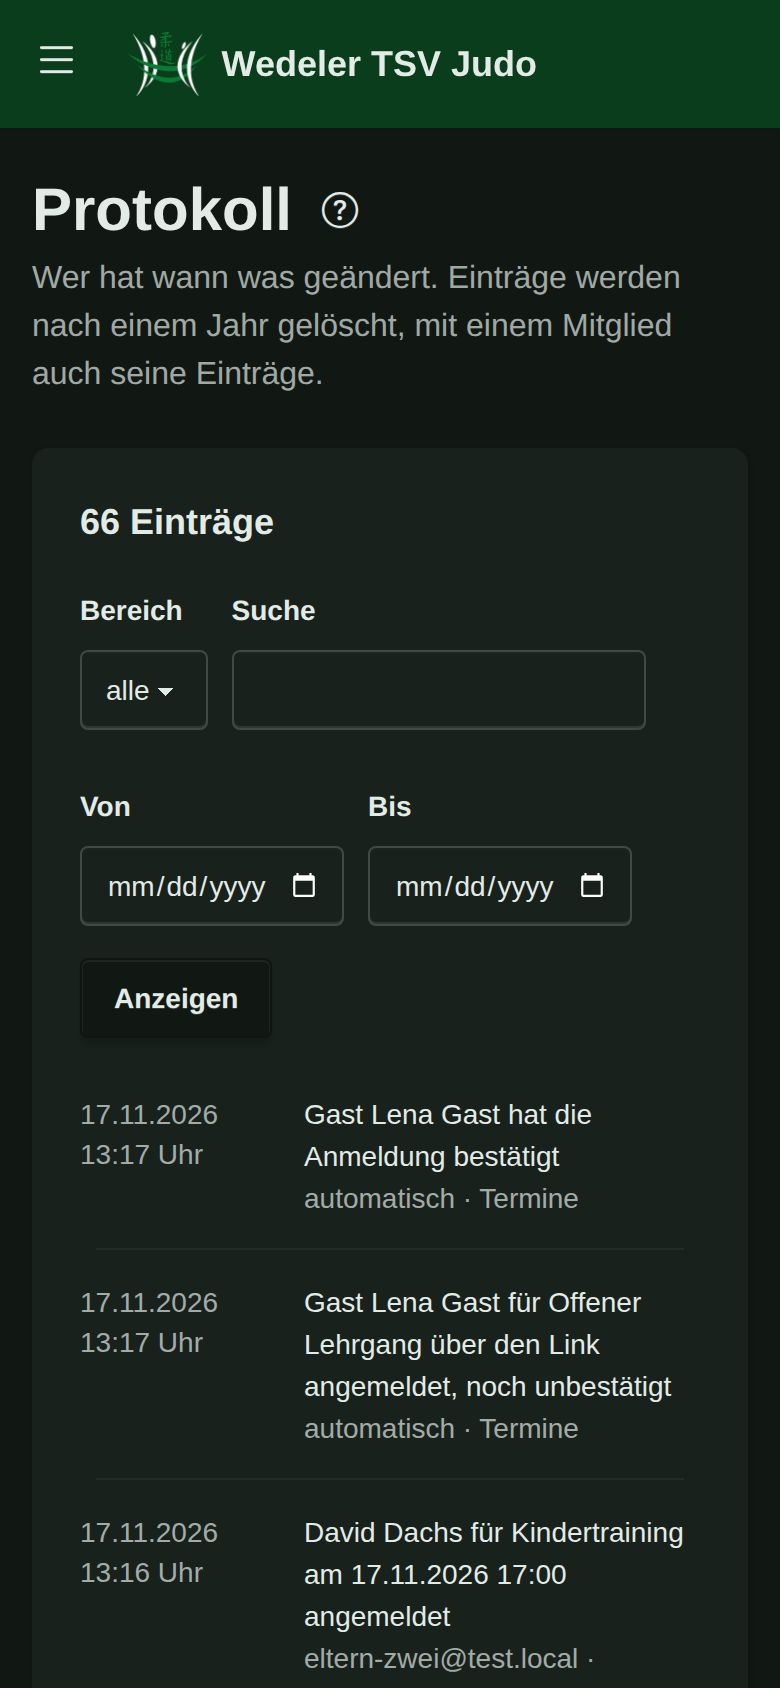 柔道
Wedeler TSV Judo
Protokoll ?
Wer hat wann was geändert. Einträge werden
nach einem Jahr gelöscht, mit einem Mitglied
auch seine Einträge.
66 Einträge
Bereich Suche
alle
Von Bis
mm/dd/yyyy mm/dd/yyyy
Anzeigen
17.11.2026
13:17 Uhr
Gast Lena Gast hat die
Anmeldung bestätigt
automatisch · Termine
17.11.2026
13:17 Uhr
Gast Lena Gast für Offener
Lehrgang über den Link
angemeldet, noch unbestätigt
automatisch · Termine
17.11.2026
13:16 Uhr
David Dachs für Kindertraining
am 17.11.2026 17:00
angemeldet
eltern-zwei@test.local ·